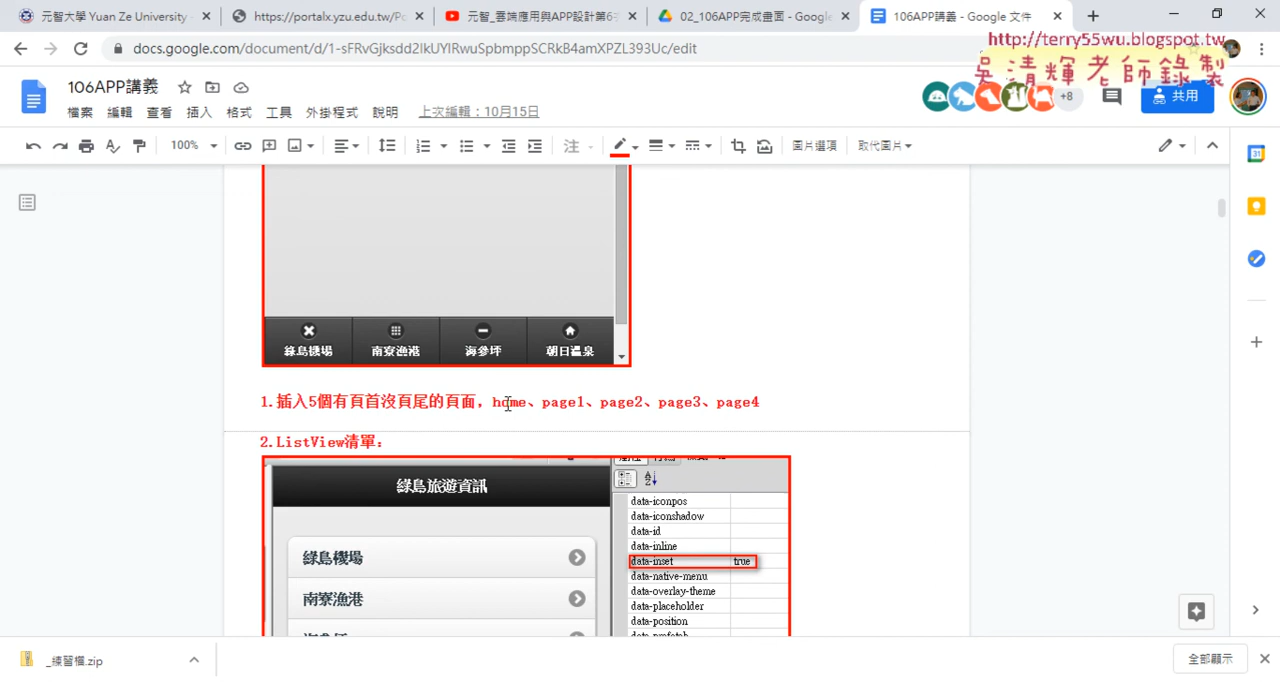 元智大學 Yuan Ze University
https://portalx.yzu.edu.tw/Po
元智_雲端應用與APP設計第6
02_106APP完成畫面 - Google
106APP講義 - Google 文件
docs.google.com/document/d/1-sFRvGjksdd2lkUYlRwuSpbmppSCRkB4amXPZL393Uc/edit
http://terry55wu.blogspot.tw
吳清輝老師錄製
106APP講義
檔案 編輯 查看 插入 格式 工具 外掛程式 說明 上次編輯：10月15日
+8
共用
100%
注
圖片選項
取代圖片
31
綠島機場 南寮漁港 海參坪 朝日溫泉
1.插入5個有頁首沒頁尾的頁面，home、page1、page2、page3、page4
2.ListView清單：
綠島旅遊資訊
綠島機場
南寮漁港
data-iconpos
data-iconshadow
data-id
data-inline
data-inset true
data-native-menu
data-overlay-theme
data-placeholder
data-position
_練習檔.zip
全部顯示